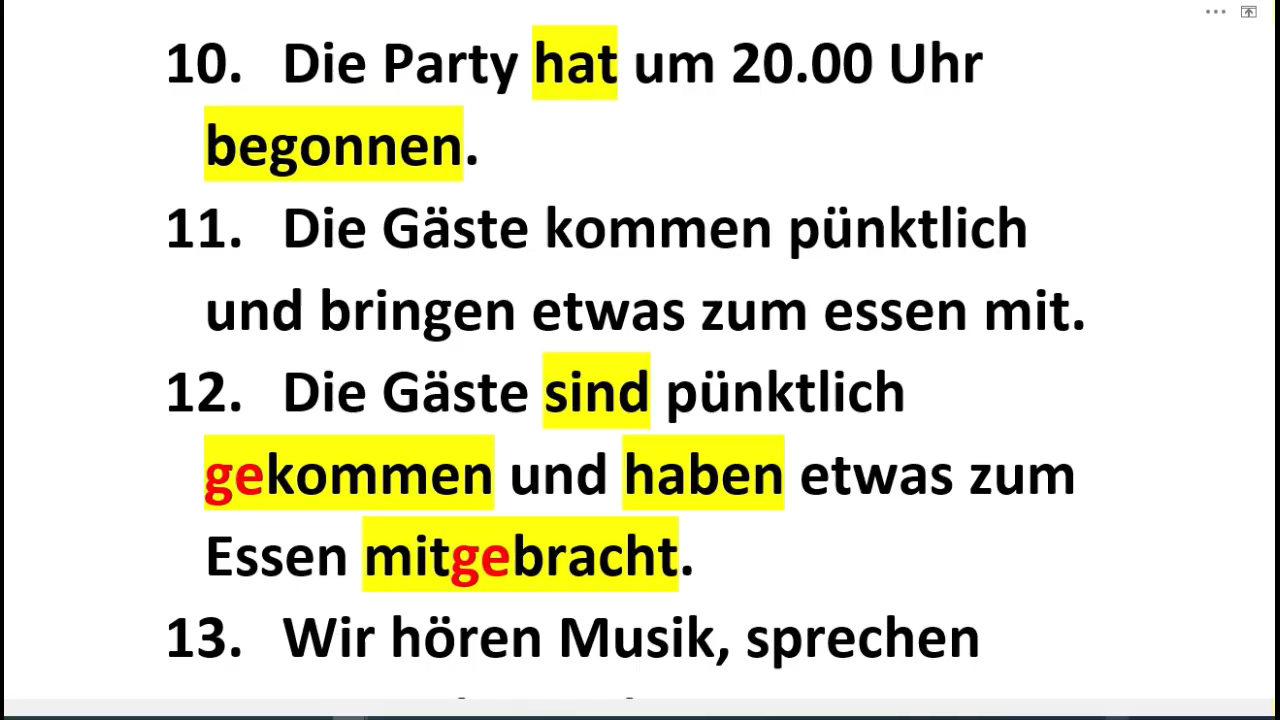 10. Die Party hat um 20.00 Uhr
begonnen.
11. Die Gäste kommen pünktlich
und bringen etwas zum essen mit.
12. Die Gäste sind pünktlich
gekommen und haben etwas zum
Essen mitgebracht.
13. Wir hören Musik, sprechen